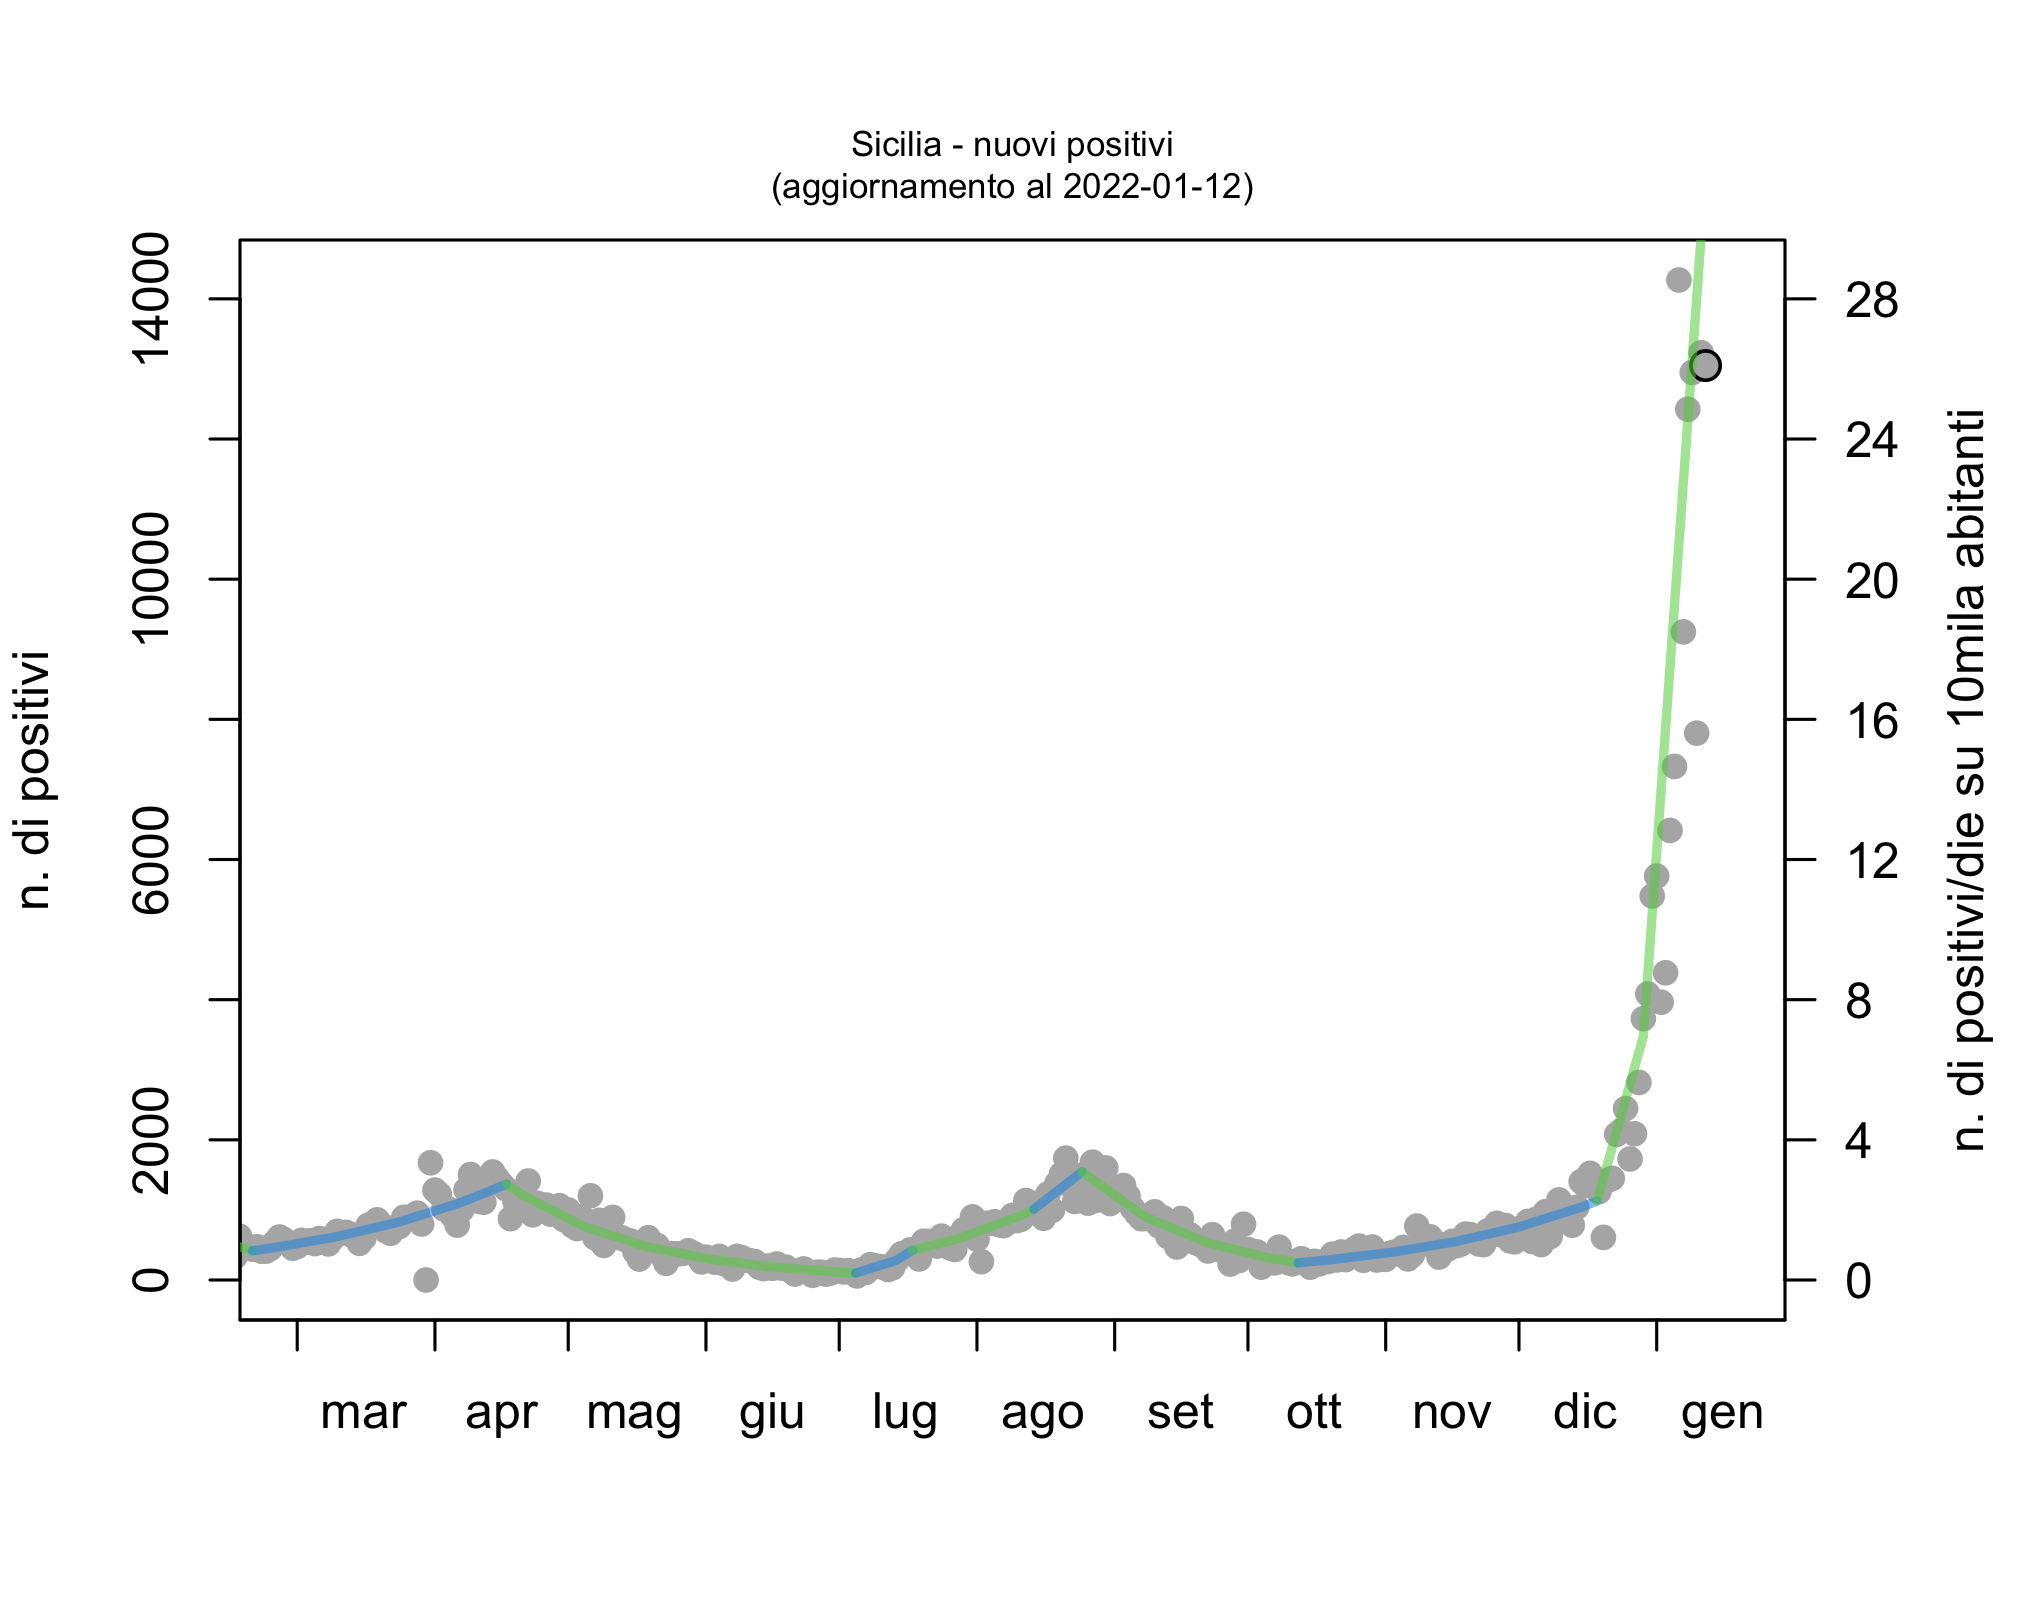 Sicilia - nuovi positivi
(aggiornamento al 2022-01-12)
n. di positivi
14000
10000
6000
2000
0
28
24
20
16
12
8
4
0
n. di positivi/die su 10mila abitanti
mar apr mag giu lug ago set ott nov dic gen